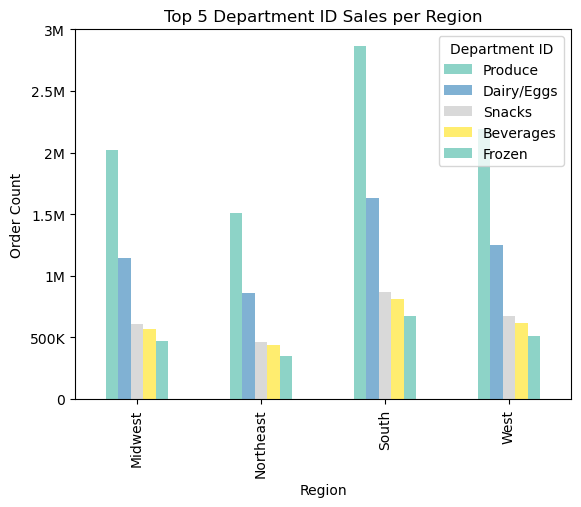 Top 5 Department ID Sales per Region
3M
2.5M
2M
1.5M
1M
500K
0
Order Count
Department ID
Produce
Dairy/Eggs
Snacks
Beverages
Frozen
Midwest
Northeast
South
West
Region